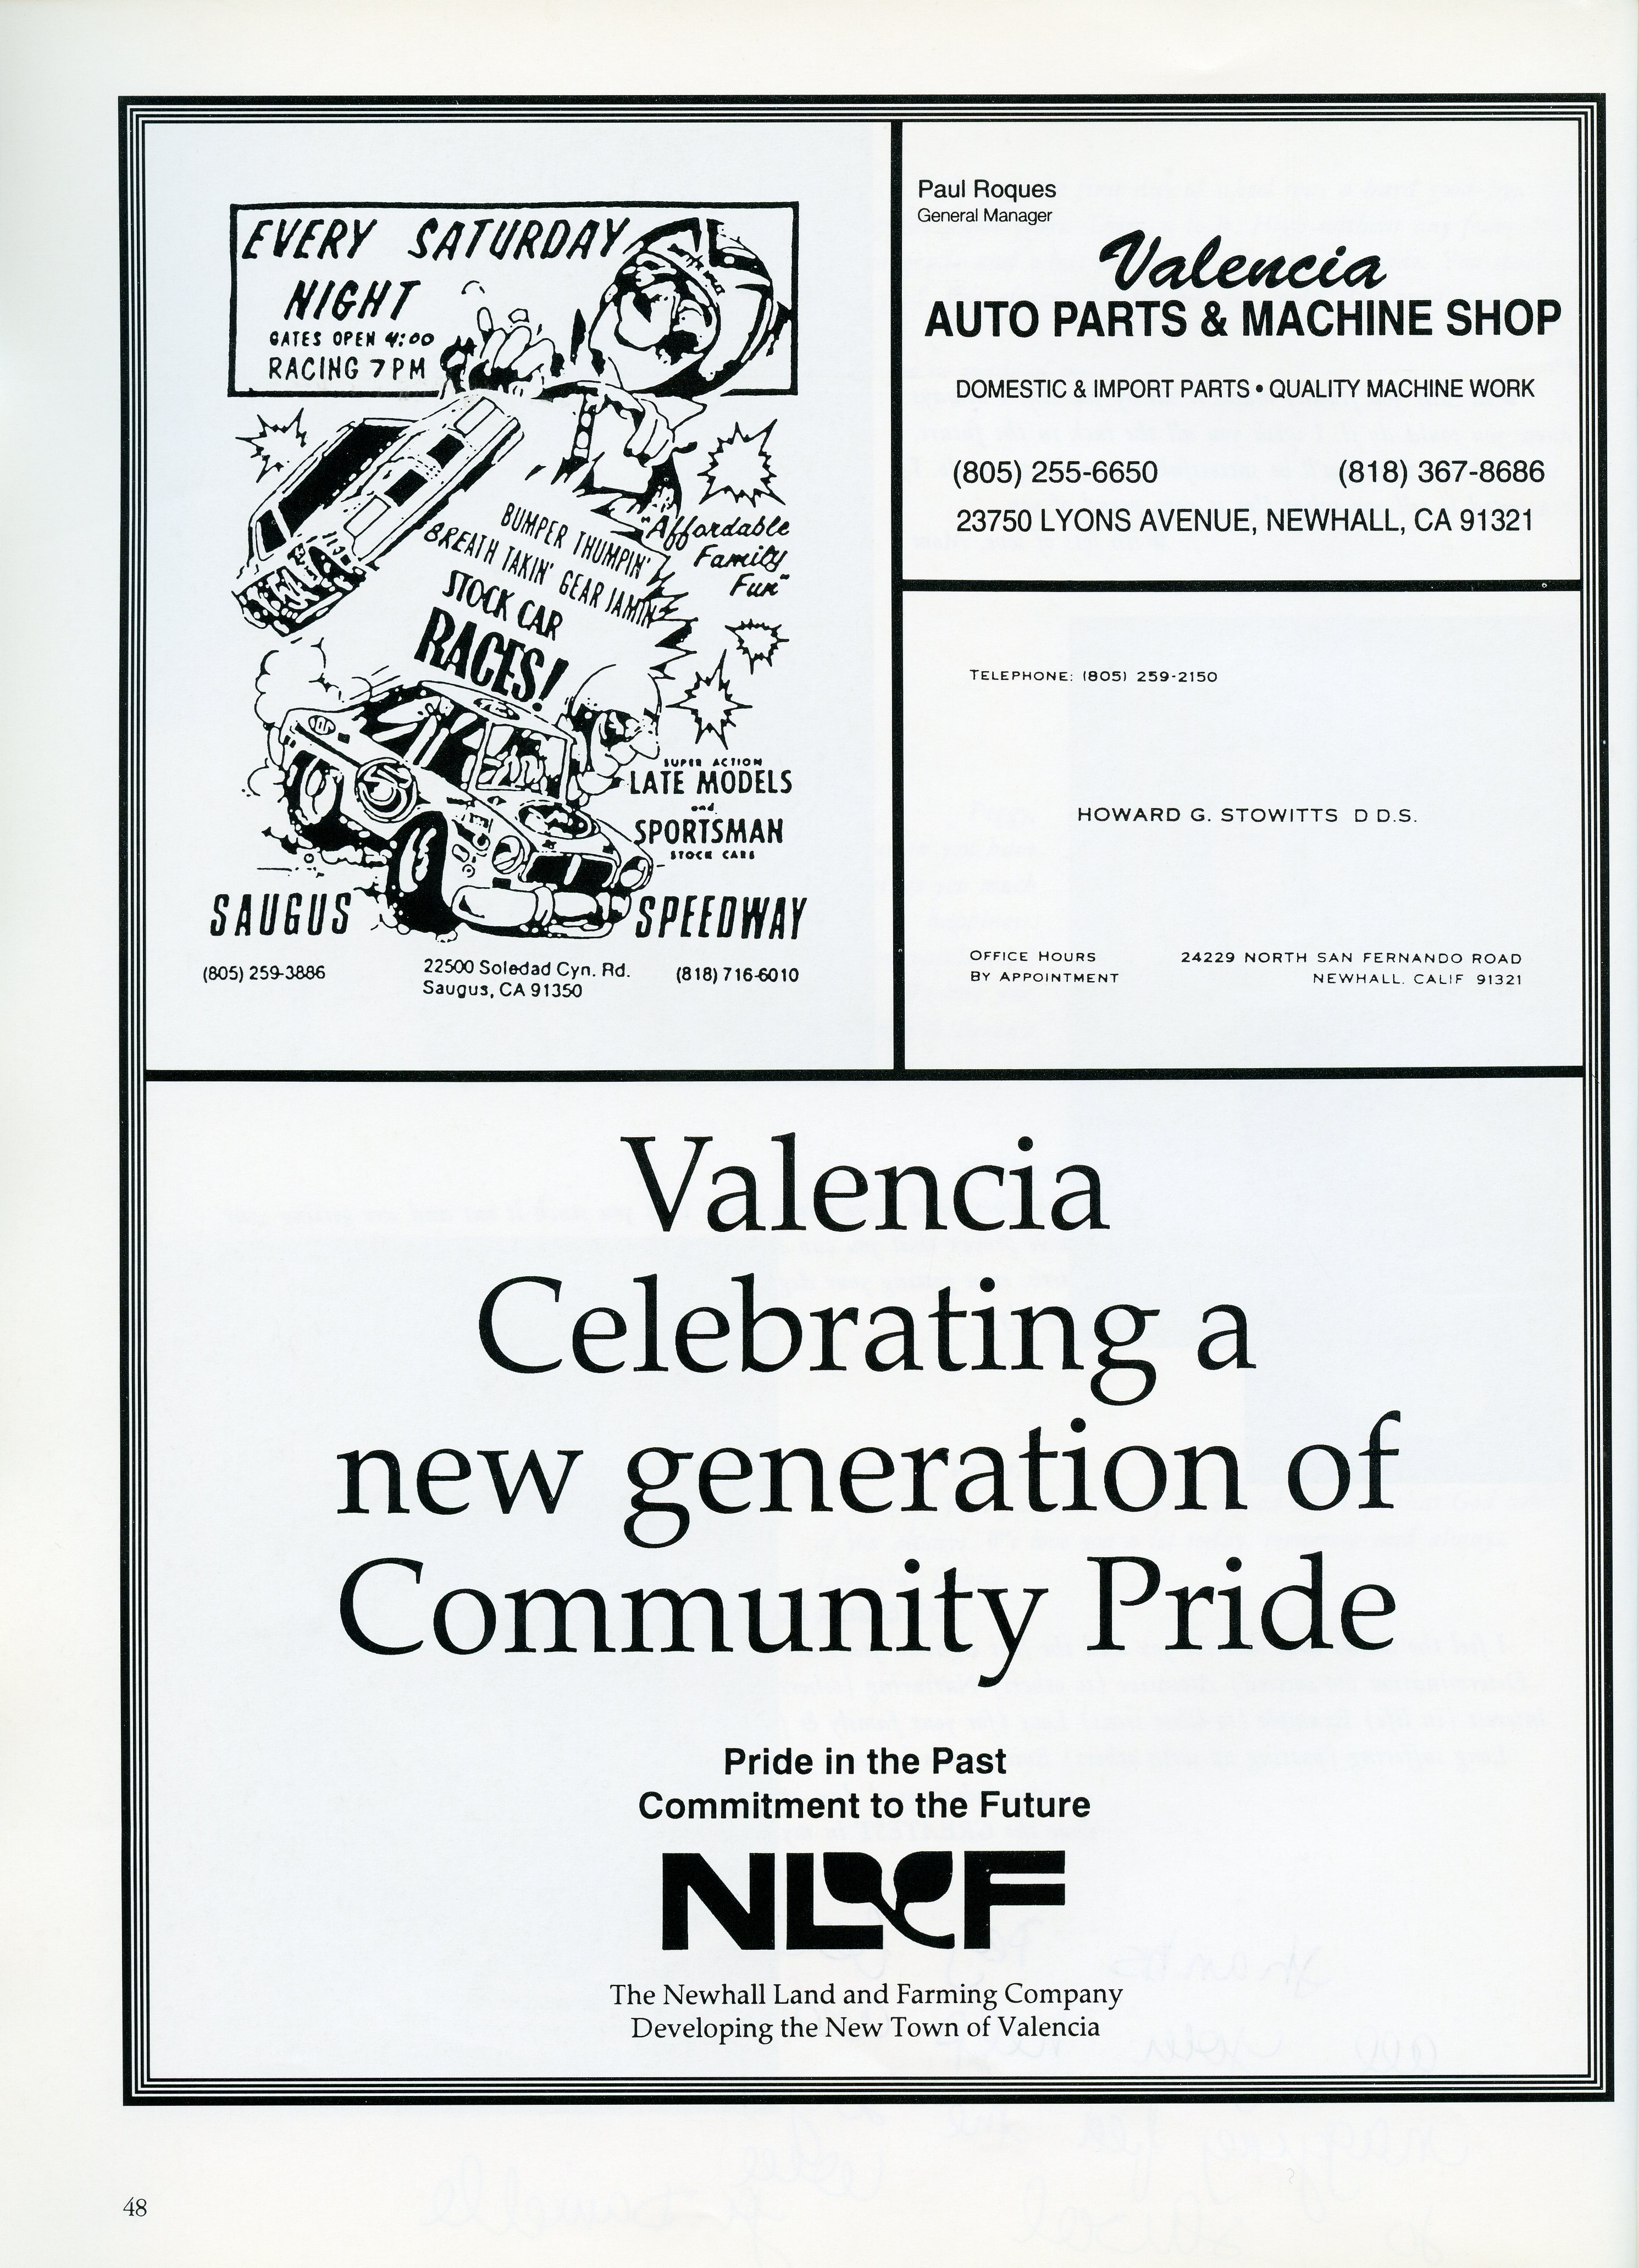 EVERY SATURDAY
NIGHT
GATES OPEN 4:00
RACING 7 PM
BUMPER THUMPIN'
BREATH TAKIN' GEAR JAMIN'
STOCK CAR
RACES!
"Affordable
Family
Fun"
SUPER ACTION
LATE MODELS
and
SPORTSMAN
STOCK CARS
SAUGUS SPEEDWAY
(805) 259-3886
22500 Soledad Cyn. Rd.
Saugus, CA 91350
(818) 716-6010
Paul Roques
General Manager
Valencia
AUTO PARTS & MACHINE SHOP
DOMESTIC & IMPORT PARTS • QUALITY MACHINE WORK
(805) 255-6650 (818) 367-8686
23750 LYONS AVENUE, NEWHALL, CA 91321
TELEPHONE: (805) 259-2150
HOWARD G. STOWITTS D D.S.
OFFICE HOURS
BY APPOINTMENT
24229 NORTH SAN FERNANDO ROAD
NEWHALL. CALIF 91321
Valencia
Celebrating a
new generation of
Community Pride
Pride in the Past
Commitment to the Future
NLF
The Newhall Land and Farming Company
Developing the New Town of Valencia
48